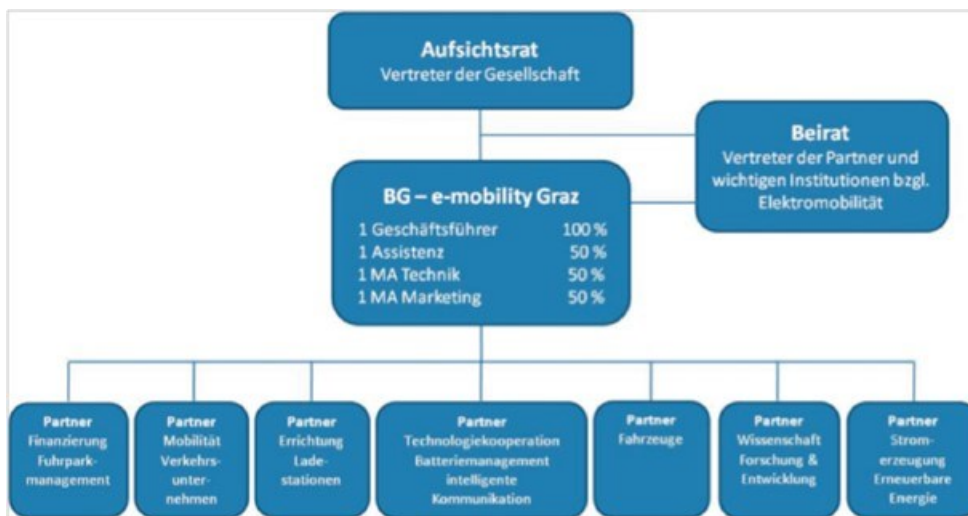 Aufsichtsrat
Vertreter der Gesellschaft
Beirat
Vertreter der Partner und
wichtigen Institutionen bzgl.
Elektromobilität
BG – e-mobility Graz
1 Geschäftsführer 100 %
1 Assistenz 50 %
1 MA Technik 50 %
1 MA Marketing 50 %
Partner
Finanzierung
Fuhrpark-
management
Partner
Mobilität
Verkehrs-
unter-
nehmen
Partner
Errichtung
Lade-
stationen
Partner
Technologiekooperation
Batteriemanagement
intelligente
Kommunikation
Partner
Fahrzeuge
Partner
Wissenschaft
Forschung &
Entwicklung
Partner
Strom-
erzeugung
Erneuerbare
Energie